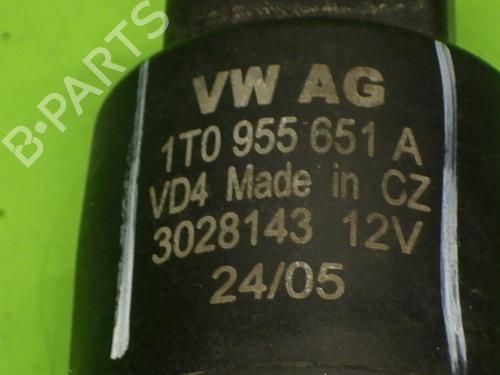 B-PARTS
VW AG
1T0 955 651 A
VD4 Made in CZ
3028143 12V
24/05